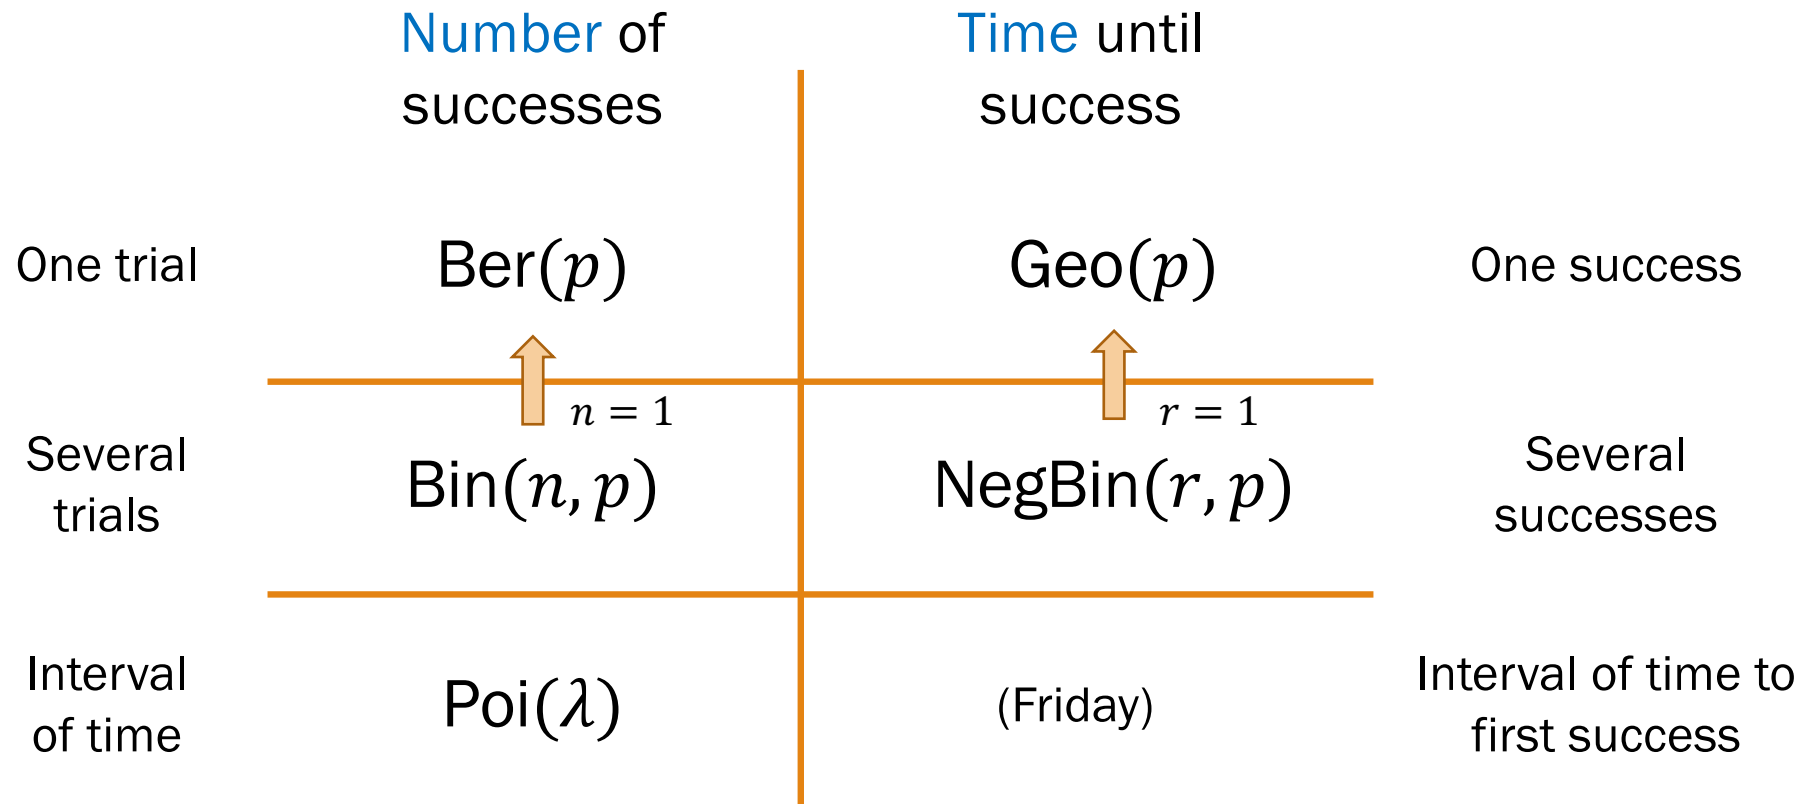 Number of
successes
Time until
success
One trial
Ber(p)
Geo(p)
One success
n = 1
r = 1
Several
trials
Bin(n, p)
NegBin(r, p)
Several
successes
Interval
of time
Poi(λ)
(Friday)
Interval of time to
first success